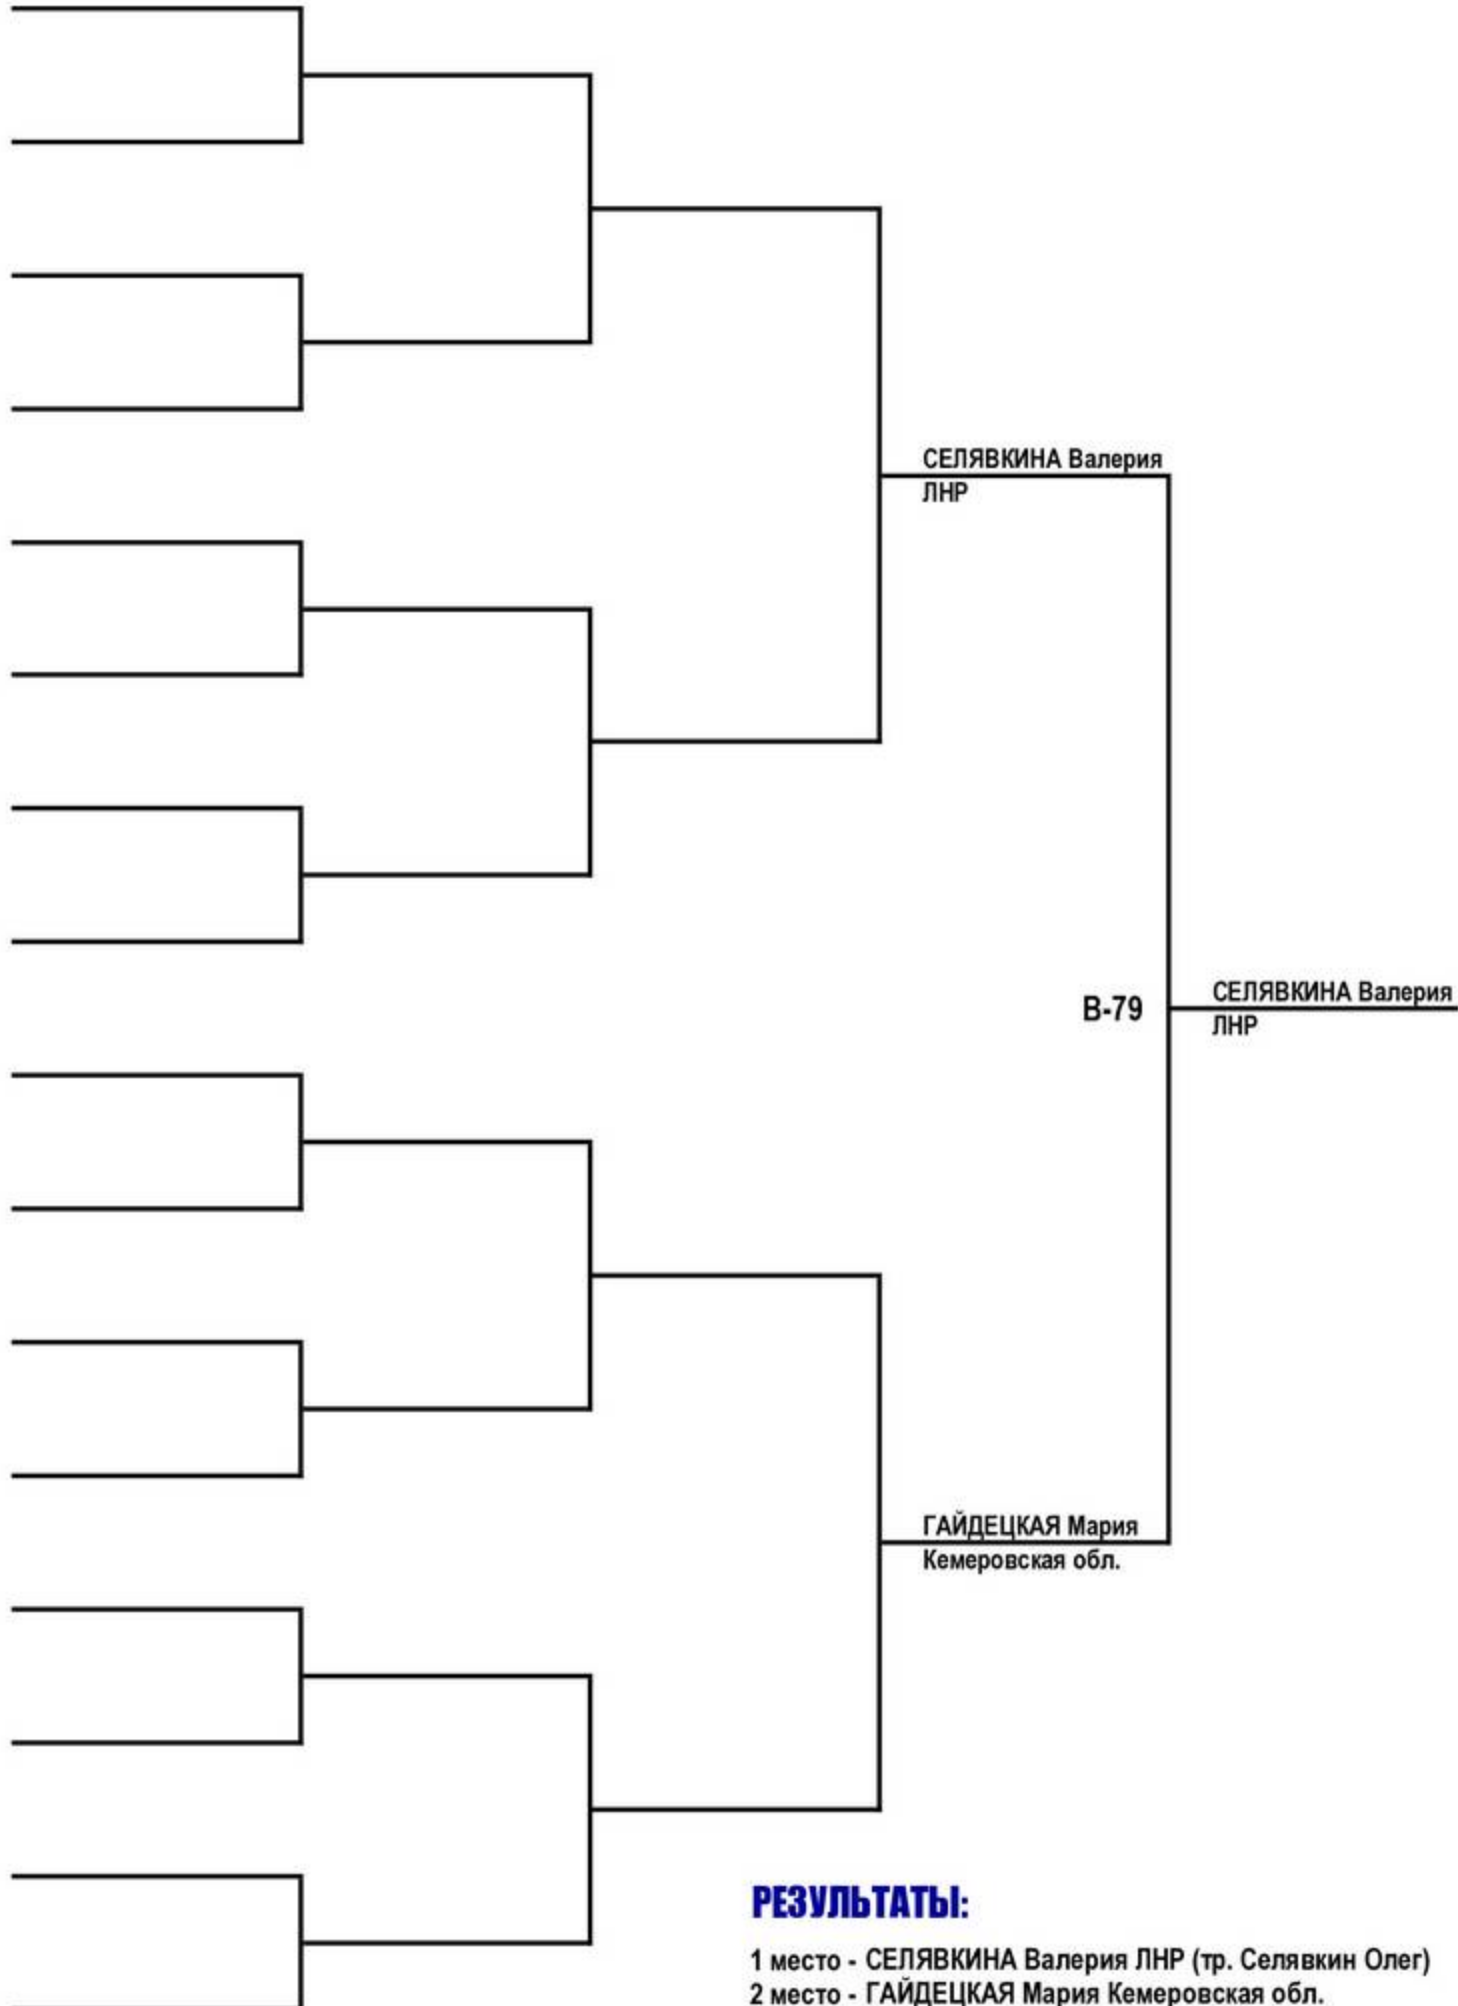 СЕЛЯВКИНА Валерия
ЛНР
В-79
СЕЛЯВКИНА Валерия
ЛНР
ГАЙДЕЦКАЯ Мария
Кемеровская обл.
РЕЗУЛЬТАТЫ:
1 место - СЕЛЯВКИНА Валерия ЛНР (тр. Селявкин Олег)
2 место - ГАЙДЕЦКАЯ Мария Кемеровская обл.